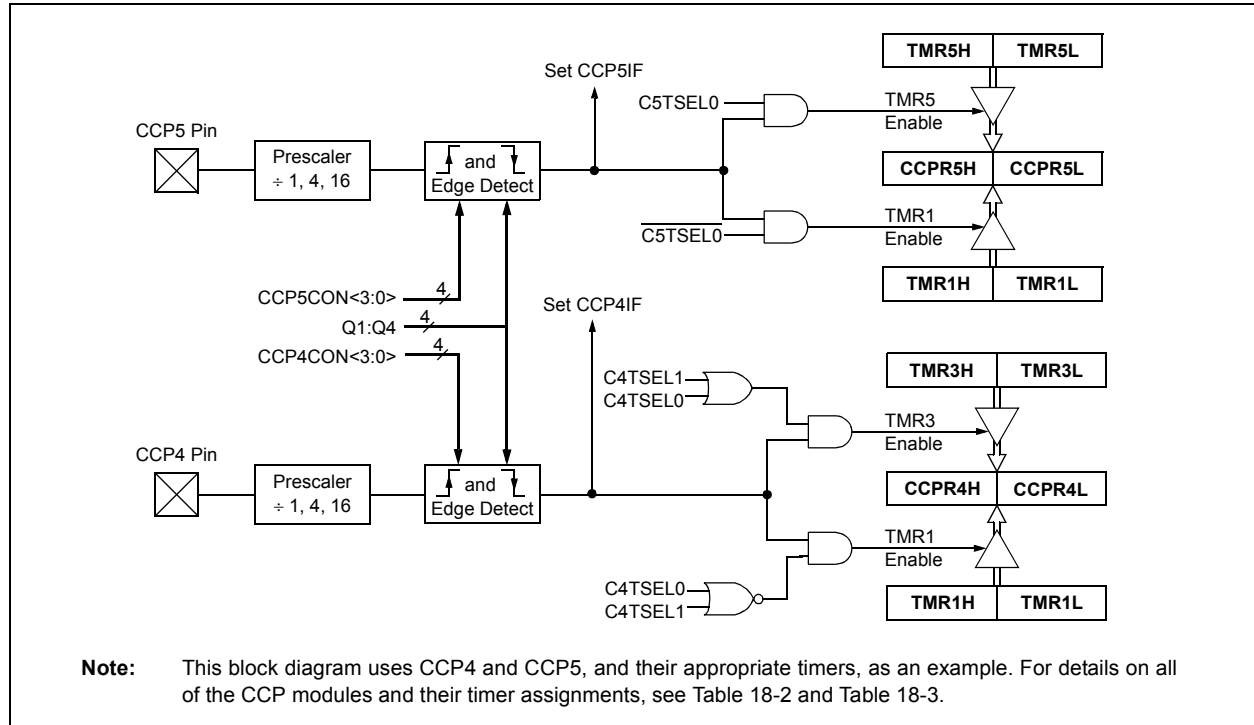 TMR5H TMR5L
Set CCP5IF
C5TSEL0
TMR5
Enable
CCP5 Pin
Prescaler
÷ 1, 4, 16
and
Edge Detect
CCPR5H CCPR5L
C5TSEL0
TMR1
Enable
TMR1H TMR1L
CCP5CON<3:0>
4
Q1:Q4
4
CCP4CON<3:0>
4
Set CCP4IF
TMR3H TMR3L
C4TSEL1
C4TSEL0
TMR3
Enable
CCP4 Pin
Prescaler
÷ 1, 4, 16
and
Edge Detect
CCPR4H CCPR4L
TMR1
Enable
C4TSEL0
C4TSEL1
TMR1H TMR1L
Note: This block diagram uses CCP4 and CCP5, and their appropriate timers, as an example. For details on all
of the CCP modules and their timer assignments, see Table 18-2 and Table 18-3.